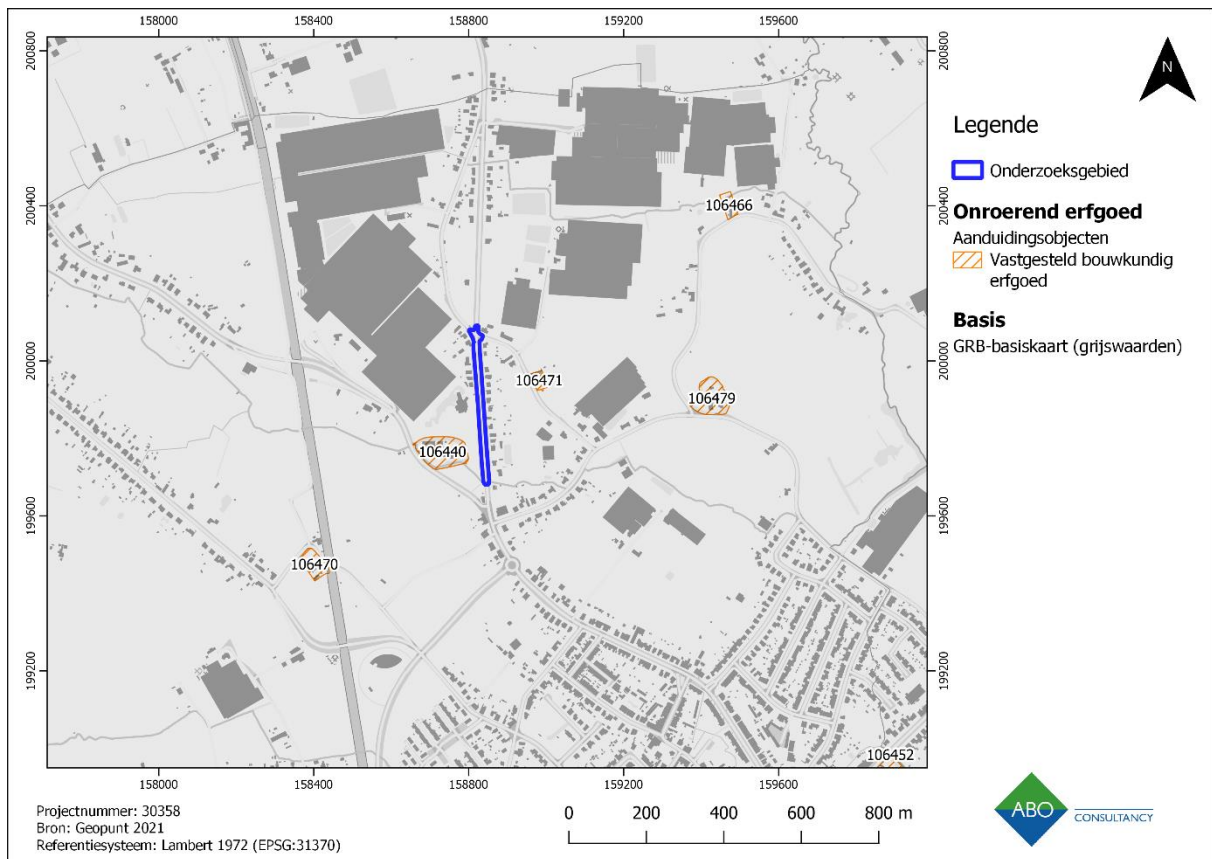 158000 158400 158800 159200 159600
200800
200800
N
Legende
Onderzoeksgebied
Onroerend erfgoed
Aanduidingsobjecten
Vastgesteld bouwkundig
erfgoed
Basis
GRB-basiskaart (grijswaarden)
200400
106466
200400
200000
106471
200000
106479
106440
199600
199600
106470
199200
199200
106452
158000 158400 158800 159200 159600
Projectnummer: 30358
Bron: Geopunt 2021
Referentiesysteem: Lambert 1972 (EPSG:31370)
0 200 400 600 800 m
ABO
CONSULTANCY